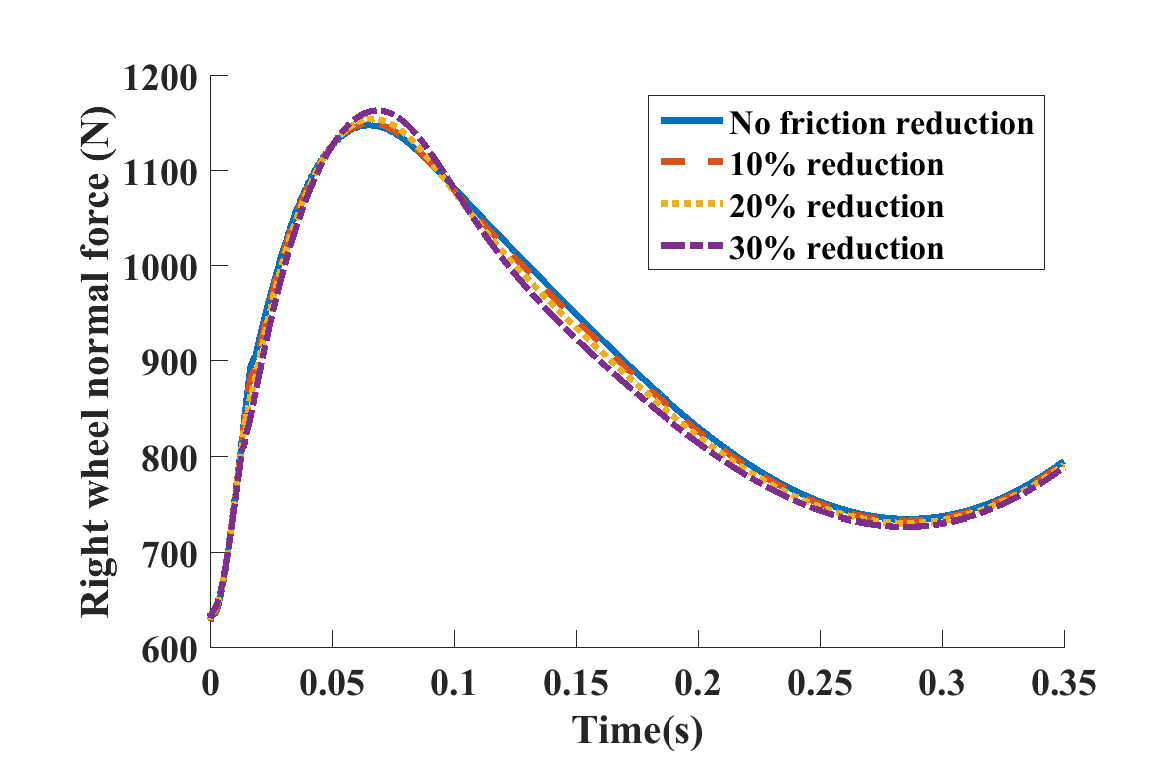 Right wheel normal force (N)
1200
1100
1000
900
800
700
600
No friction reduction
10% reduction
20% reduction
30% reduction
0
0.05
0.1
0.15
0.2
0.25
0.3
0.35
Time(s)